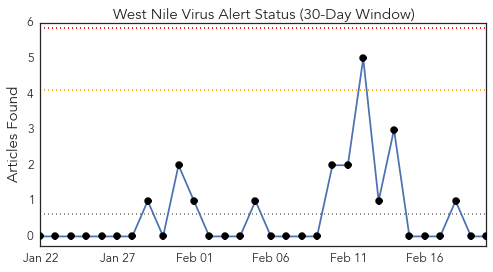 West Nile Virus Alert Status (30-Day Window)
Articles Found
6
5
4
3
2
1
0
Jan 22 Jan 27 Feb 01 Feb 06 Feb 11 Feb 16